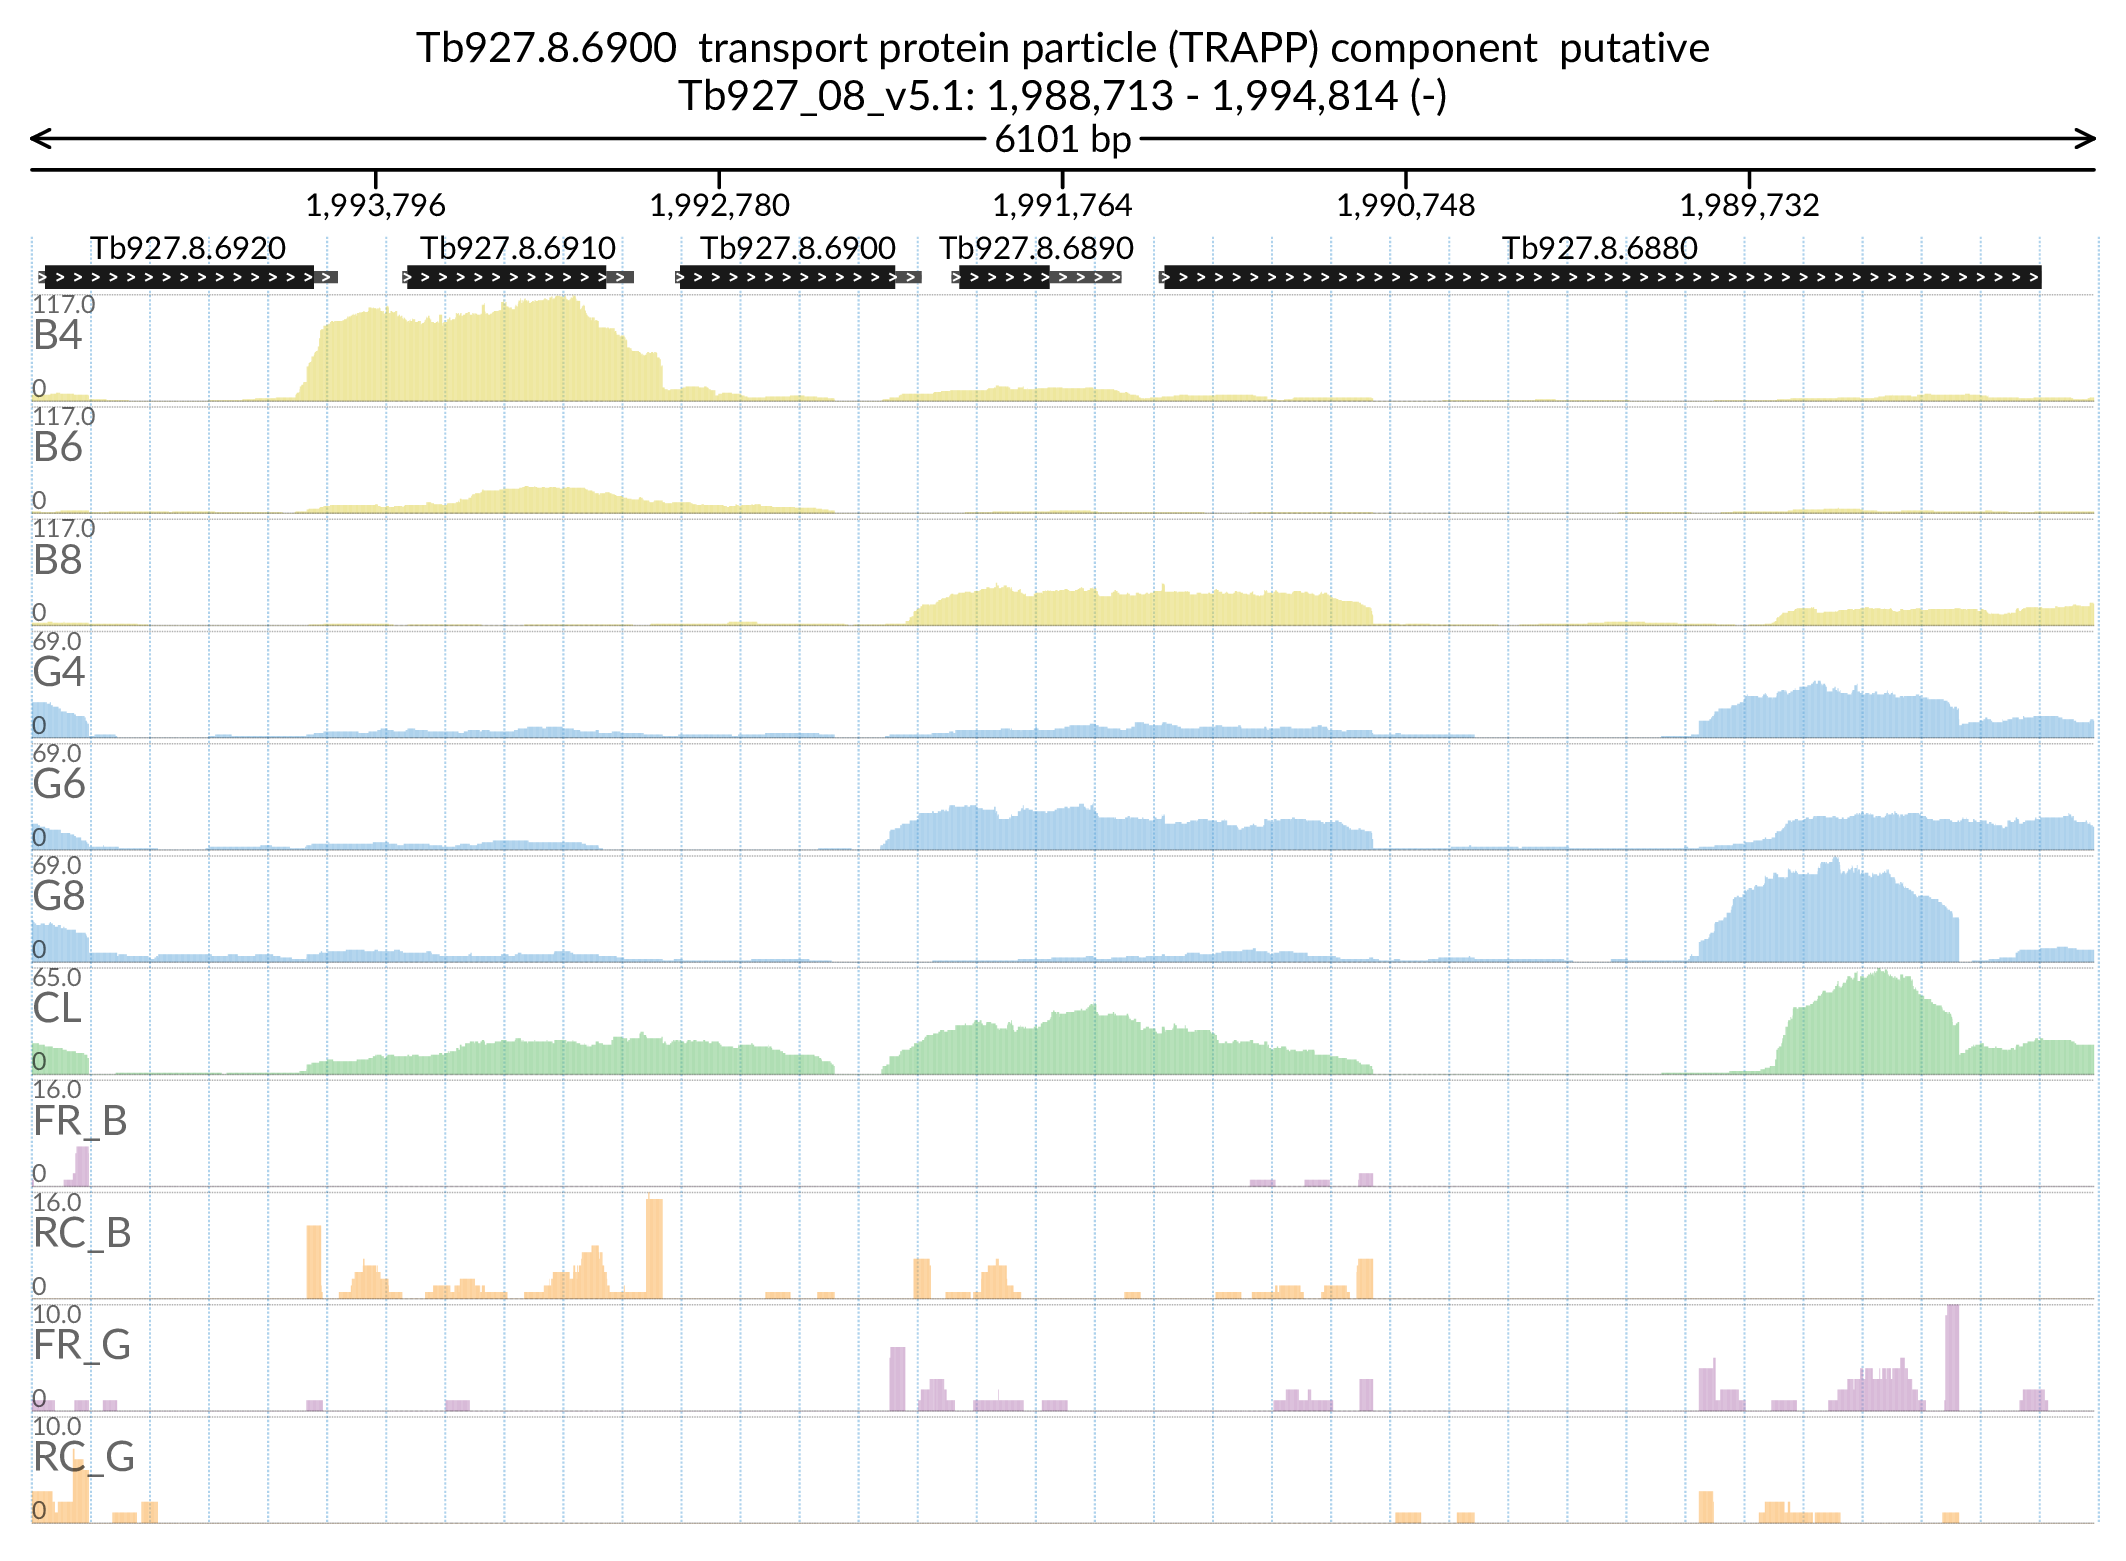 Tb927.8.6900 transport protein particle (TRAPP) component putative
Tb927_08_v5.1: 1,988,713 - 1,994,814 (-)
6101 bp
1,993,796 1,992,780 1,991,764 1,990,748 1,989,732
Tb927.8.6920 Tb927.8.6910 Tb927.8.6900 Tb927.8.6890 Tb927.8.6880
117.0
B4
0
117.0
B6
0
117.0
B8
0
69.0
G4
0
69.0
G6
0
69.0
G8
0
65.0
CL
0
16.0
FR_B
0
16.0
RC_B
0
10.0
FR_G
0
10.0
RC_G
0